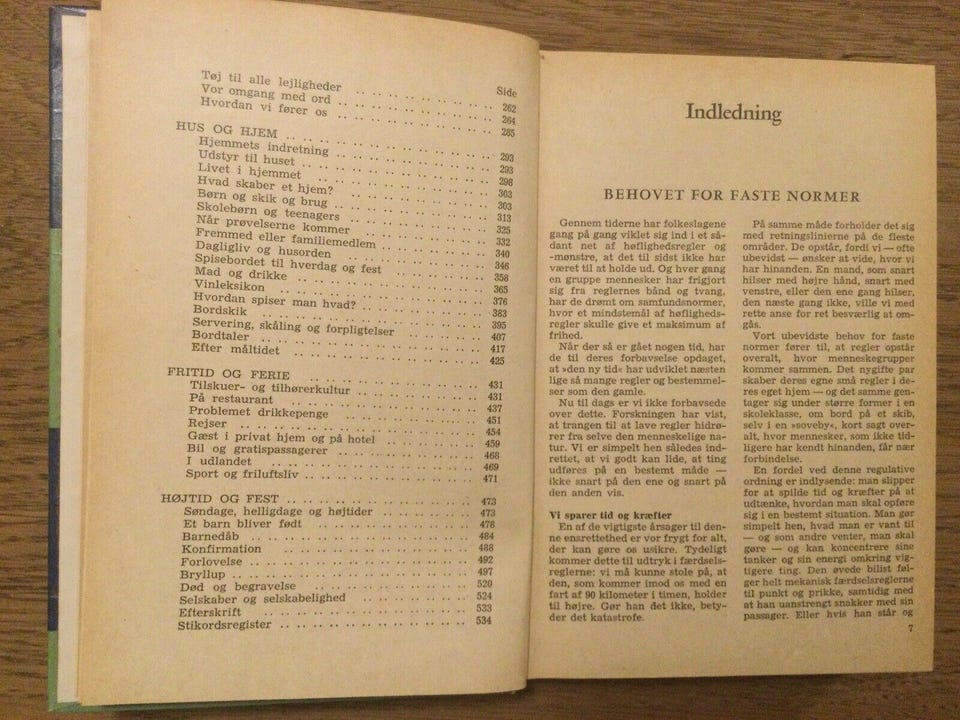 Side
Tøj til alle lejligheder 262
Vor omgang med ord 264
Hvordan vi fører os 285
HUS OG HJEM 293
Hjemmets indretning 293
Udstyr til huset 298
Livet i hjemmet 303
Hvad skaber et hjem? 303
Børn og skik og brug 313
Skolebørn og teenagers 325
Når prøvelserne kommer 332
Fremmed eller familiemedlem 340
Dagligliv og husorden 346
Spisebordet til hverdag og fest 358
Mad og drikke 365
Vinleksikon 376
Hvordan spiser man hvad? 383
Bordskik 395
Servering, skåling og forpligtelser 407
Bordtaler 417
Efter måltidet 425
FRITID OG FERIE 431
Tilskuer- og tilhørerkultur 431
På restaurant 437
Problemet drikkepenge 451
Rejser 454
Gæst i privat hjem og på hotel 459
Bil og gratispassagerer 468
I udlandet 469
Sport og friluftsliv 471
HØJTID OG FEST 473
Søndage, helligdage og højtider 473
Et barn bliver født 478
Barnedåb 484
Konfirmation 488
Forlovelse 492
Bryllup 497
Død og begravelse 520
Selskaber og selskabelighed 524
Efterskrift 533
Stikordsregister 534
Indledning
BEHOVET FOR FASTE NORMER
Gennem tiderne har folkeslagene
gang på gang viklet sig ind i et så-
dant net af høflighedsregler og
-mønstre, at det til sidst ikke har
været til at holde ud. Og hver gang
en gruppe mennesker har frigjort
sig fra reglernes bånd og tvang,
har de drømt om samfundsnormer,
hvor et mindstemål af høfligheds-
regler skulle give et maksimum af
frihed.
Når der så er gået nogen tid, har
de til deres forbavselse opdaget,
at »den ny tid« har udviklet næsten
lige så mange regler og bestemmel-
ser som den gamle.
Nu til dags er vi ikke forbavsede
over dette. Forskningen har vist,
at trangen til at lave regler hidrø-
rer fra selve den menneskelige na-
tur. Vi er simpelt hen således ind-
rettet, at vi godt kan lide, at ting
udføres på en bestemt måde —
ikke snart på den ene og snart på
den anden vis.
Vi sparer tid og kræfter
En af de vigtigste årsager til den-
ne ensrettethed er vor frygt for alt,
der kan gøre os usikre. Tydeligt
kommer dette til udtryk i færdsels-
reglerne: vi må kunne stole på, at
den, som kommer imod os med en
fart af 90 kilometer i timen, holder
til højre. Gør han det ikke, bety-
der det katastrofe.
På samme måde forholder det sig
med retningslinierne på de fleste
områder. De opstår, fordi vi — ofte
ubevidst — ønsker at vide, hvor vi
har hinanden. En mand, som snart
hilser med højre hånd, snart med
venstre, eller den ene gang hilser,
den næste gang ikke, ville vi med
rette anse for ret besværlig at om-
gås.
Vort ubevidste behov for faste
normer fører til, at regler opstår
overalt, hvor menneskegrupper
kommer sammen. Det nygifte par
skaber deres egne små regler i de-
res eget hjem — og det samme gen-
tager sig under større former i en
skoleklasse, om bord på et skib,
selv i en »soveby«, kort sagt over-
alt, hvor mennesker, som ikke tid-
ligere har kendt hinanden, får nær
forbindelse.
En fordel ved denne regulative
ordning er indlysende: man slipper
for at spilde tid og kræfter på at
udtænke, hvordan man skal opføre
sig i en bestemt situation. Man gør
simpelt hen, hvad man er vant til
— og som andre venter, man skal
gøre — og kan koncentrere sine
tanker og sin energi omkring vig-
tigere ting. Den øvede bilist føl-
ger helt mekanisk færdselsreglerne
til punkt og prikke, samtidig med
at han uanstrengt snakker med sin
passager. Eller hvis han står og
7